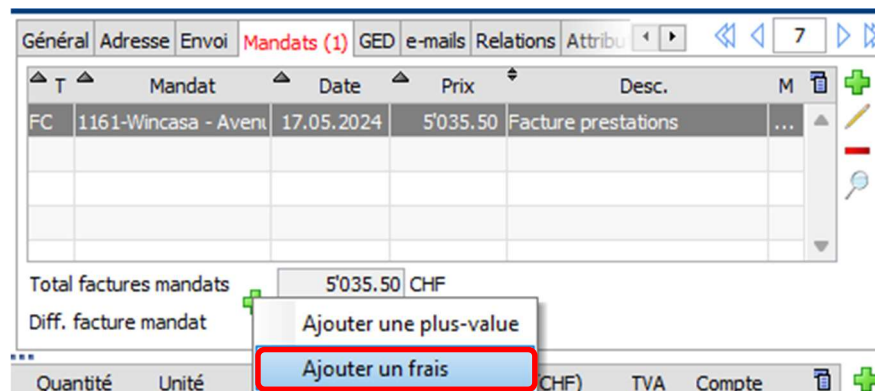 Général Adresse Envoi Mandats (1) GED e-mails Relations Attribu 7
T Mandat Date Prix Desc. M
FC 1161-Wincasa - Avenu 17.05.2024 5'035.50 Facture prestations ...
Total factures mandats 5'035.50 CHF
Diff. facture mandat
Ajouter une plus-value
Ajouter un frais
Quantité Unité (CHF) TVA Compte